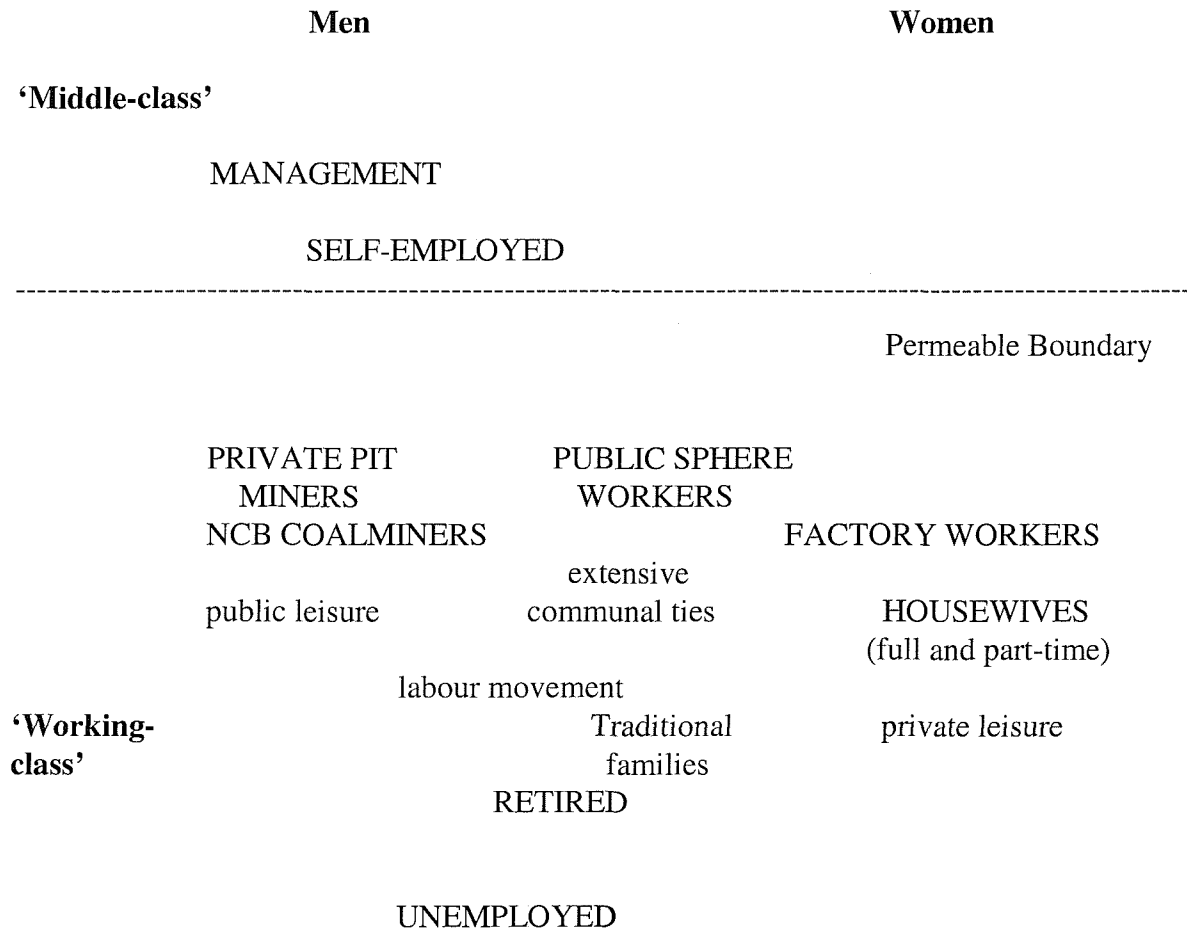 Men Women
‘Middle-class’
MANAGEMENT
SELF-EMPLOYED
Permeable Boundary
PRIVATE PIT PUBLIC SPHERE
MINERS WORKERS
NCB COALMINERS FACTORY WORKERS
extensive
public leisure communal ties HOUSEWIVES
(full and part-time)
labour movement
‘Working- Traditional private leisure
class’ families
RETIRED
UNEMPLOYED